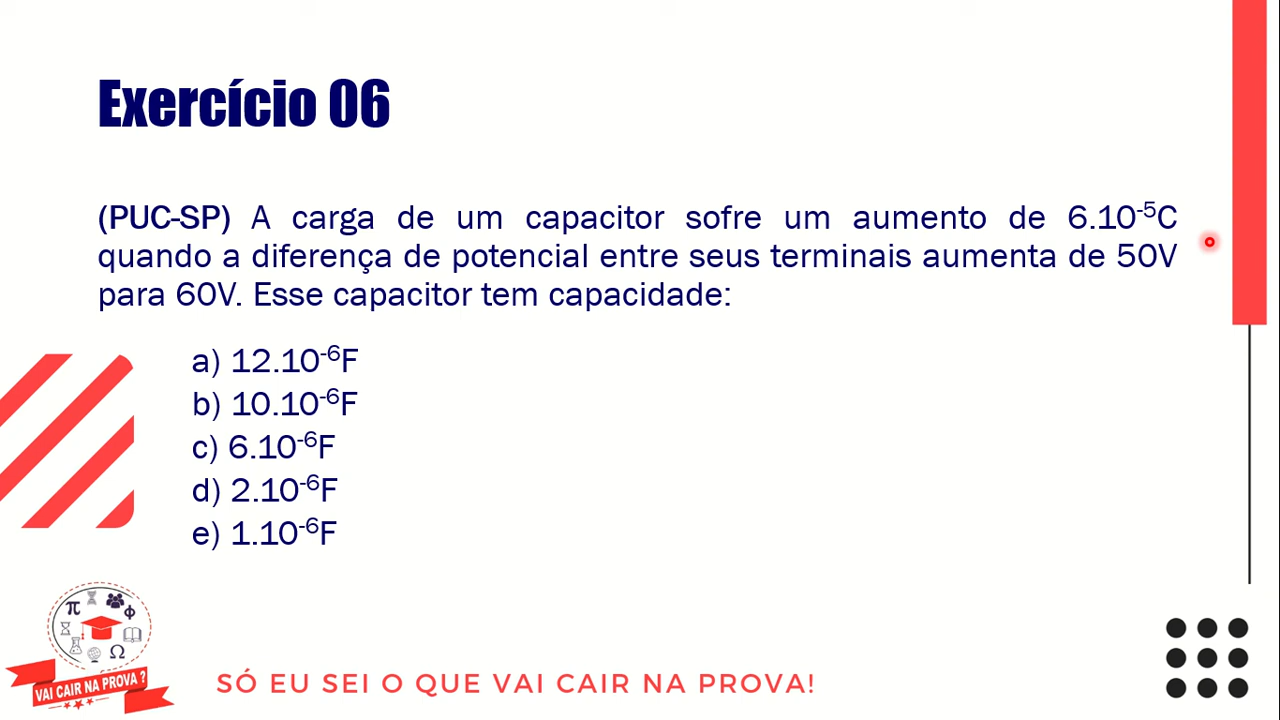 Exercício 06
(PUC-SP) A carga de um capacitor sofre um aumento de 6.10⁻⁵C
quando a diferença de potencial entre seus terminais aumenta de 50V
para 60V. Esse capacitor tem capacidade:
a) 12.10⁻⁶F
b) 10.10⁻⁶F
c) 6.10⁻⁶F
d) 2.10⁻⁶F
e) 1.10⁻⁶F
π
Φ
Ω
VAI CAIR NA PROVA ?
SÓ EU SEI O QUE VAI CAIR NA PROVA!